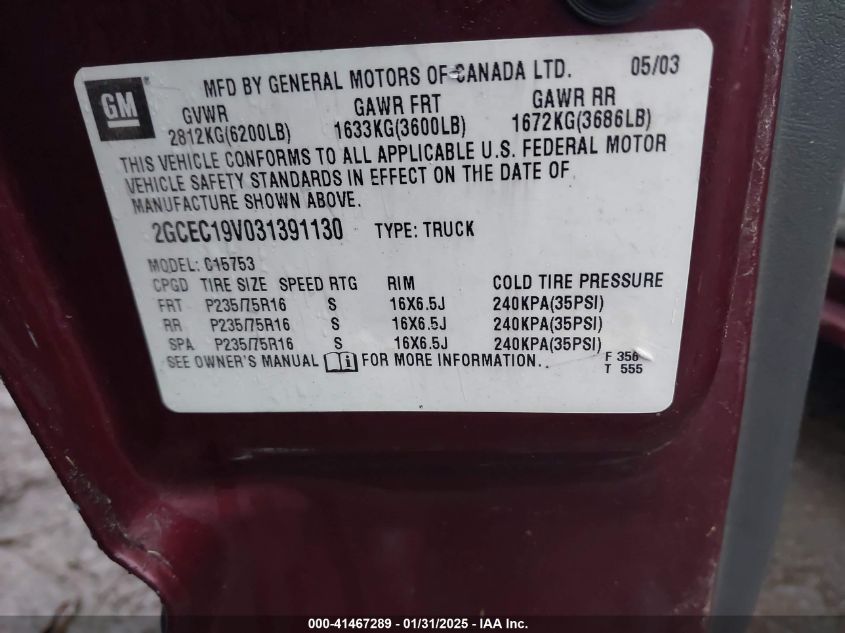 GM
MFD BY GENERAL MOTORS OF CANADA LTD. 05/03
GVWR GAWR FRT GAWR RR
2812KG(6200LB) 1633KG(3600LB) 1672KG(3686LB)
THIS VEHICLE CONFORMS TO ALL APPLICABLE U.S. FEDERAL MOTOR
VEHICLE SAFETY STANDARDS IN EFFECT ON THE DATE OF
MANUFACTURE SHOWN ABOVE.
2GCEC19V031391130 TYPE: TRUCK
MODEL: C15753
CPGD TIRE SIZE SPEED RTG RIM COLD TIRE PRESSURE
FRT P235/75R16 S 16X6.5J 240KPA(35PSI)
RR P235/75R16 S 16X6.5J 240KPA(35PSI)
SPA P235/75R16 S 16X6.5J 240KPA(35PSI)
SEE OWNER'S MANUAL FOR MORE INFORMATION.
F 356
T 555
000-41467289 - 01/31/2025 - IAA Inc.